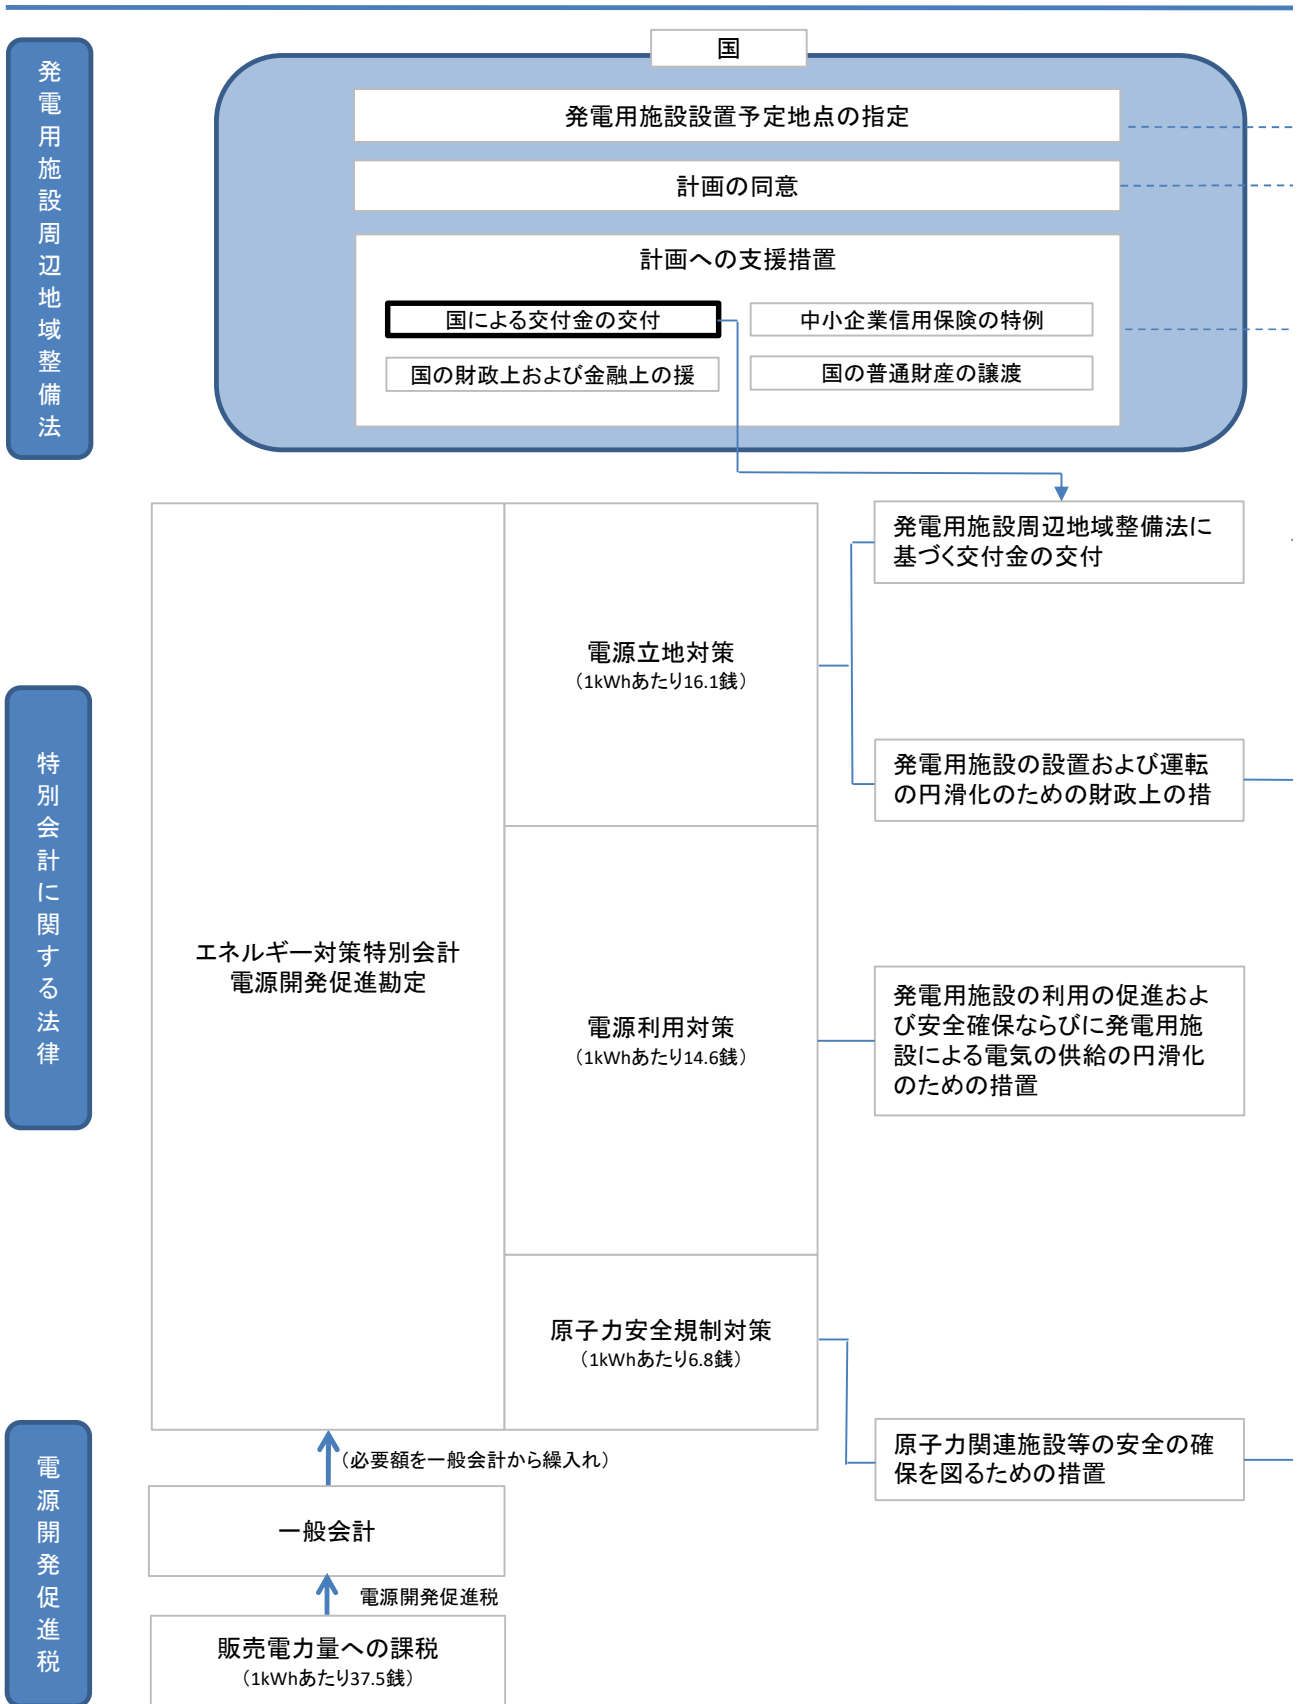 発電用施設周辺地域整備法
国
発電用施設設置予定地点の指定
計画の同意
計画への支援措置
国による交付金の交付
中小企業信用保険の特例
国の財政上および金融上の援
国の普通財産の譲渡
特別会計に関する法律
エネルギー対策特別会計
電源開発促進勘定
電源立地対策
（1kWhあたり16.1銭）
発電用施設周辺地域整備法に
基づく交付金の交付
発電用施設の設置および運転
の円滑化のための財政上の措
電源利用対策
（1kWhあたり14.6銭）
発電用施設の利用の促進およ
び安全確保ならびに発電用施
設による電気の供給の円滑化
のための措置
原子力安全規制対策
（1kWhあたり6.8銭）
原子力関連施設等の安全の確
保を図るための措置
電源開発促進税
（必要額を一般会計から繰入れ）
一般会計
電源開発促進税
販売電力量への課税
（1kWhあたり37.5銭）